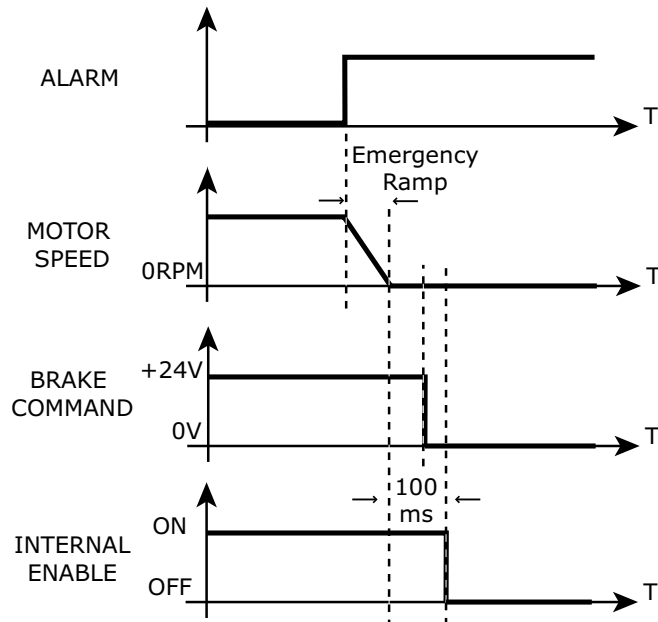 ALARM
T
Emergency
Ramp
MOTOR
SPEED
0RPM
T
BRAKE
COMMAND
+24V
0V
T
100
ms
INTERNAL
ENABLE
ON
OFF
T